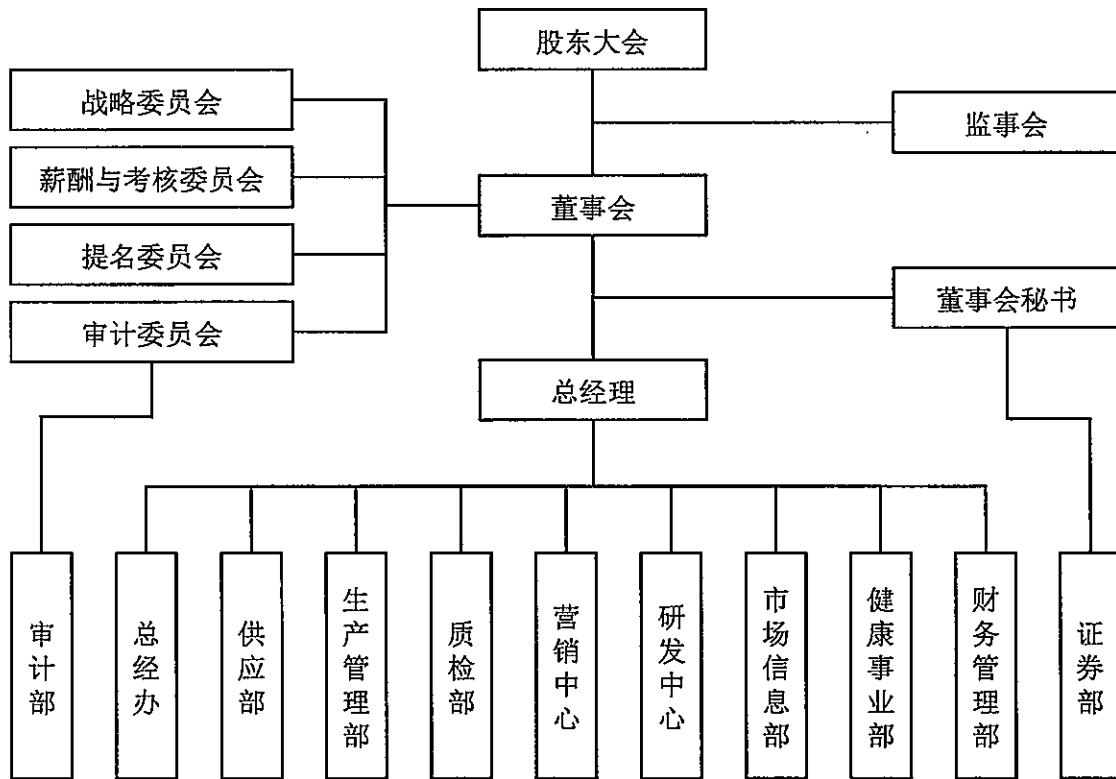 股东大会
战略委员会
监事会
薪酬与考核委员会
董事会
提名委员会
董事会秘书
审计委员会
总经理
审计部
总经办
供应部
生产管理部
质检部
营销中心
研发中心
市场信息部
健康事业部
财务管理部
证券部